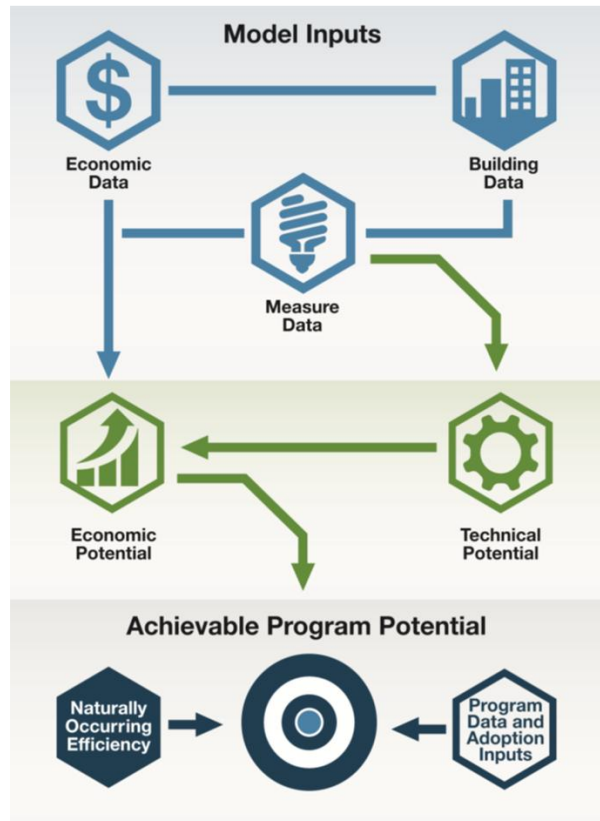 Model Inputs
$
Economic
Data
Building
Data
Measure
Data
Economic
Potential
Technical
Potential
Achievable Program Potential
Naturally
Occurring
Efficiency
Program
Data and
Adoption
Inputs